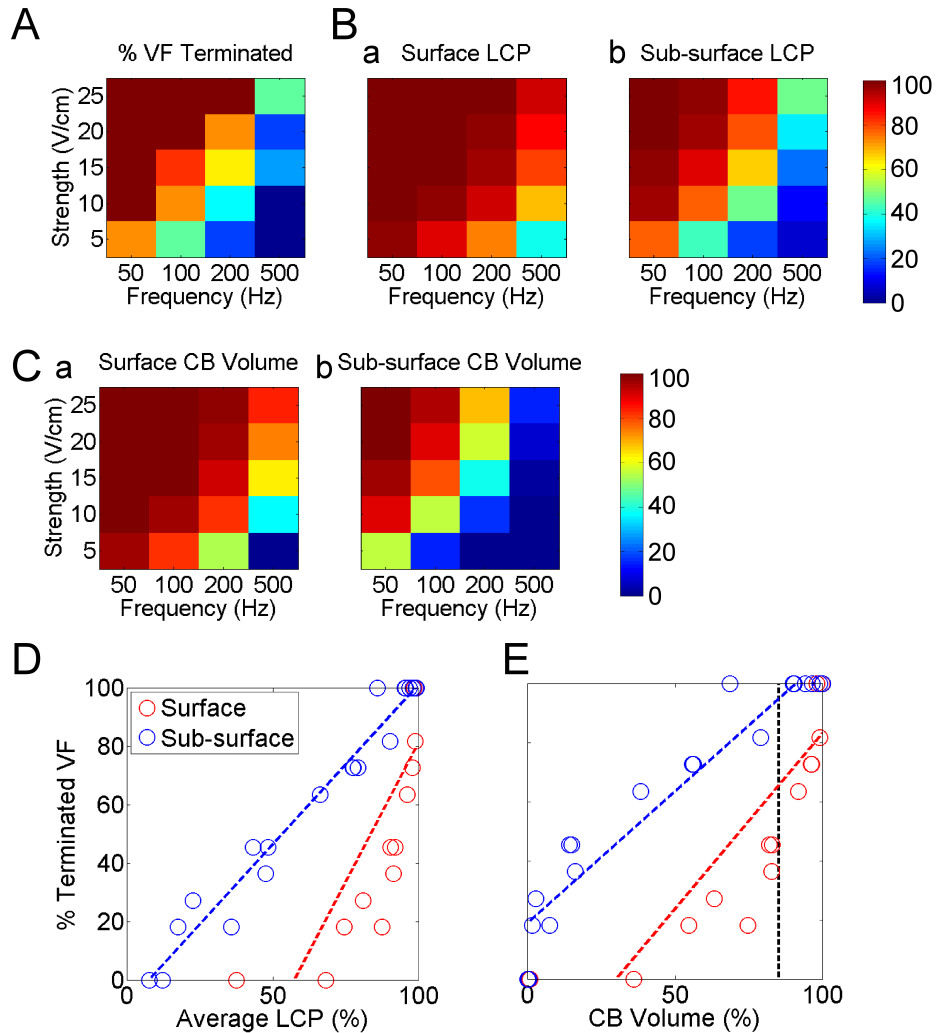 A
B
% VF Terminated
a
Surface LCP
b
Sub-surface LCP
Strength (V/cm)
25
20
15
10
5
50 100 200 500
Frequency (Hz)
50 100 200 500
Frequency (Hz)
50 100 200 500
Frequency (Hz)
100
80
60
40
20
0
C
a
Surface CB Volume
b
Sub-surface CB Volume
Strength (V/cm)
25
20
15
10
5
50 100 200 500
Frequency (Hz)
50 100 200 500
Frequency (Hz)
100
80
60
40
20
0
D
% Terminated VF
100
80
60
40
20
0
Surface
Sub-surface
0 50 100
Average LCP (%)
E
0 50 100
CB Volume (%)